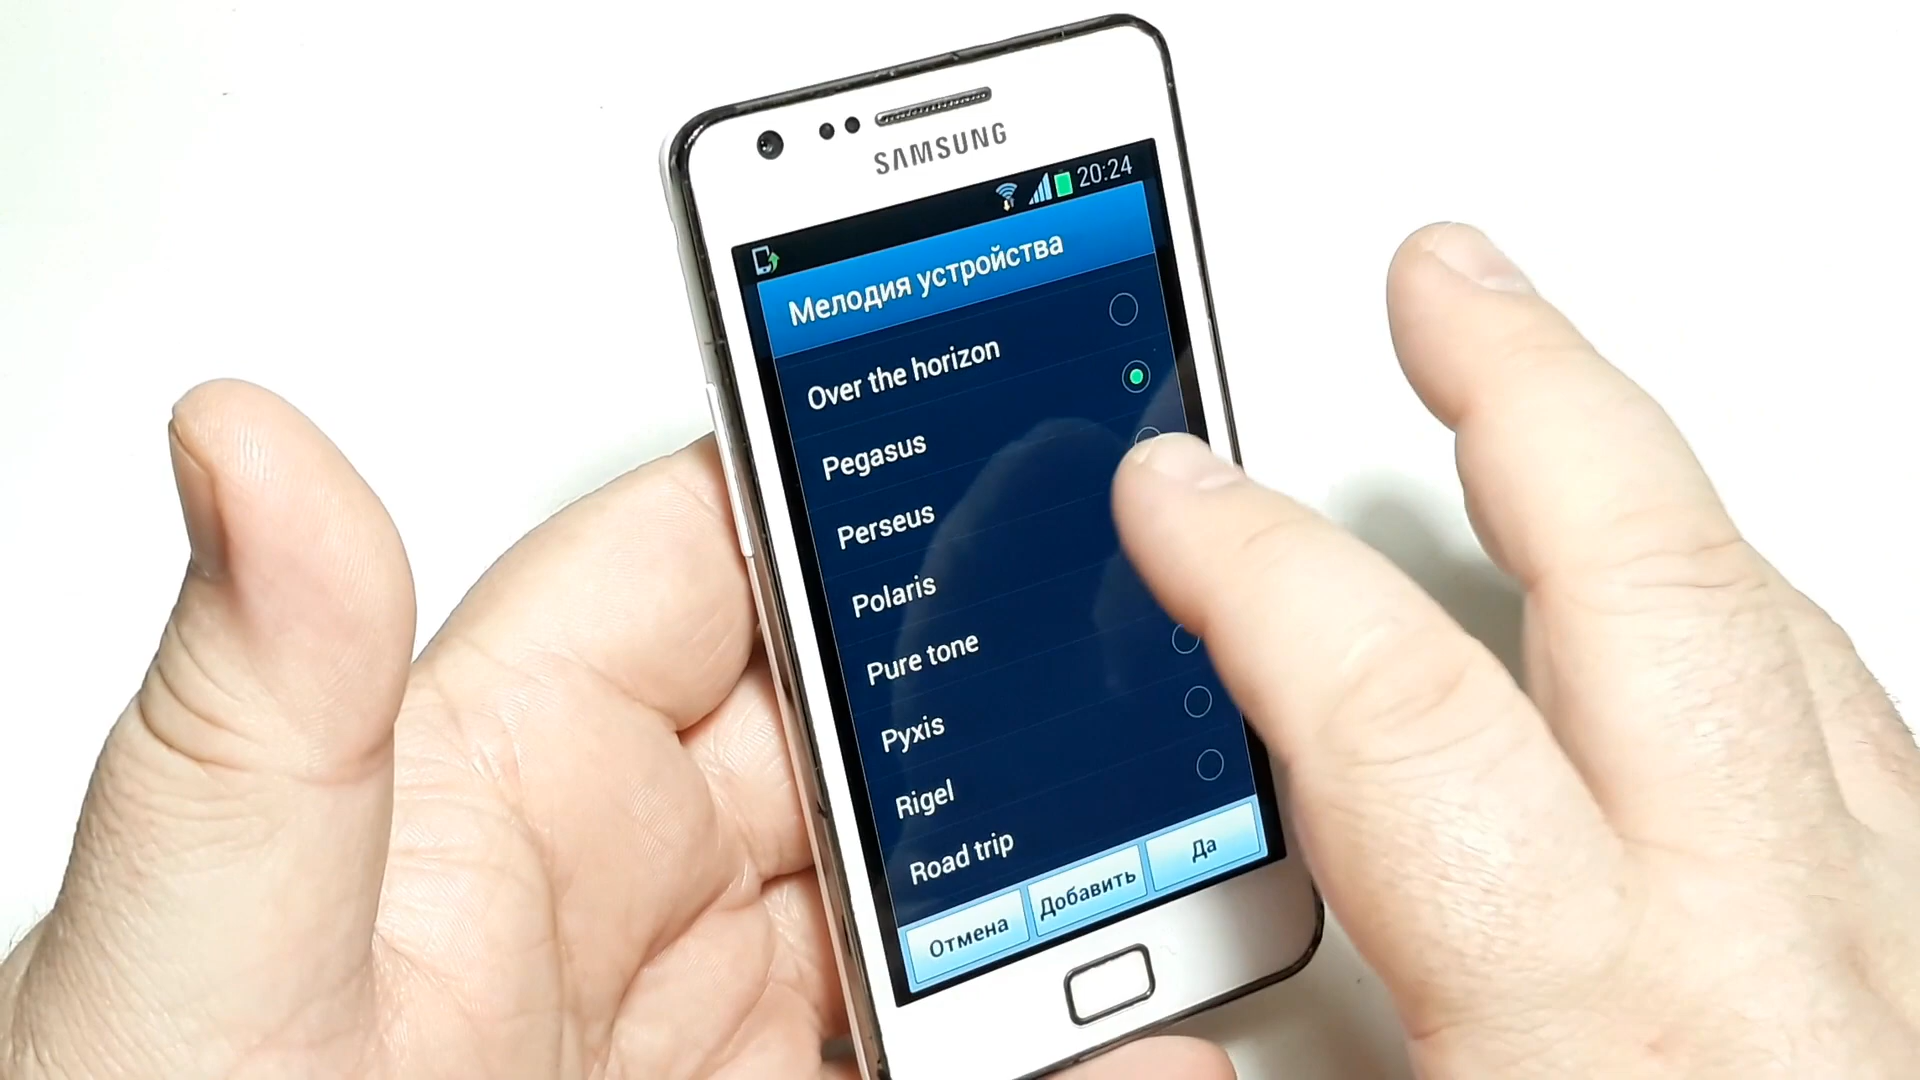 SAMSUNG
20:24
Мелодия устройства
Over the horizon
Pegasus
Perseus
Polaris
Pure tone
Pyxis
Rigel
Road trip
Отмена
Добавить
Да